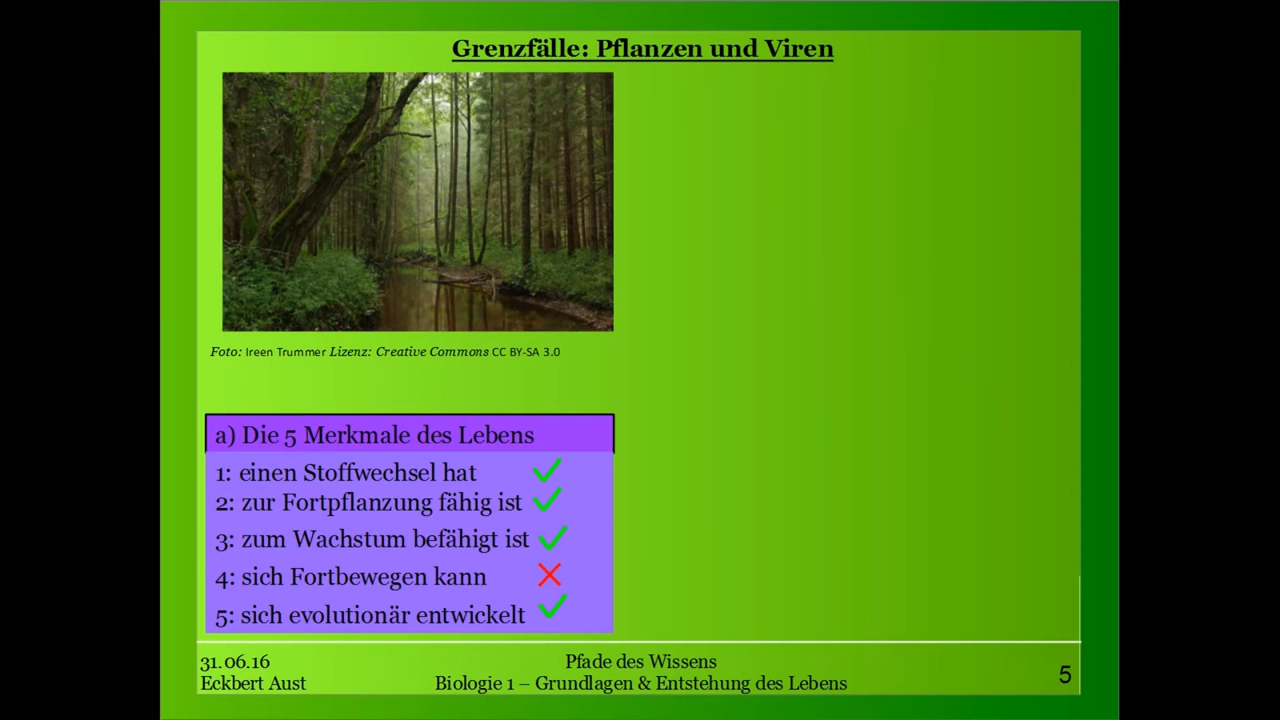 Grenzfälle: Pflanzen und Viren
Foto: Ireen Trummer Lizenz: Creative Commons CC BY-SA 3.0
a) Die 5 Merkmale des Lebens
1: einen Stoffwechsel hat
2: zur Fortpflanzung fähig ist
3: zum Wachstum befähigt ist
4: sich Fortbewegen kann
5: sich evolutionär entwickelt
31.06.16
Eckbert Aust
Pfade des Wissens
Biologie 1 – Grundlagen & Entstehung des Lebens
5